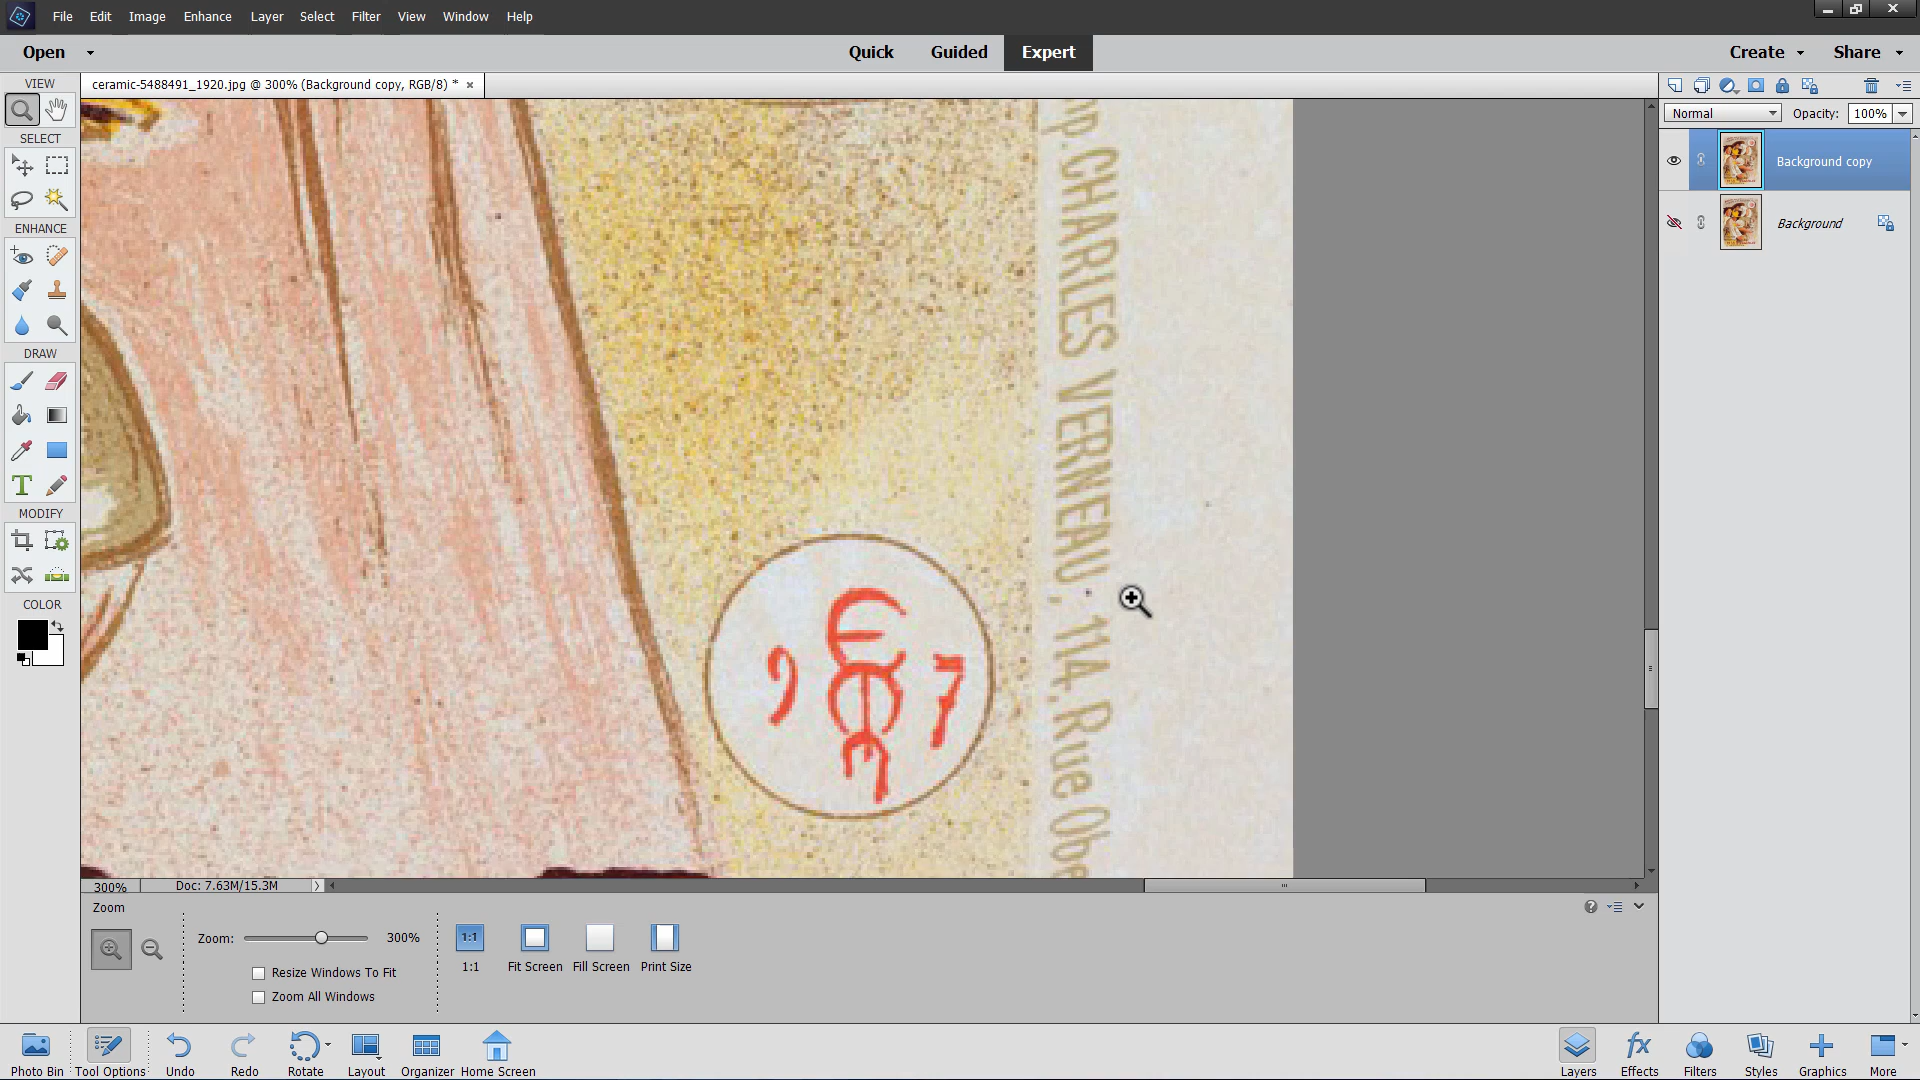 File Edit Image Enhance Layer Select Filter View Window Help
Open Quick Guided Expert Create Share
VIEW
ceramic-5488491_1920.jpg @ 300% (Background copy, RGB/8) * ×
Normal Opacity: 100%
SELECT
Background copy
Background
ENHANCE
DRAW
T
MODIFY
COLOR
p. CHARLES VERNEAU, 114, Rue Obe
9 7
300% Doc: 7.63M/15.3M
Zoom
Zoom: 300%
1:1
1:1 Fit Screen Fill Screen Print Size
Resize Windows To Fit
Zoom All Windows
fx
Photo Bin Tool Options Undo Redo Rotate Layout Organizer Home Screen Layers Effects Filters Styles Graphics More